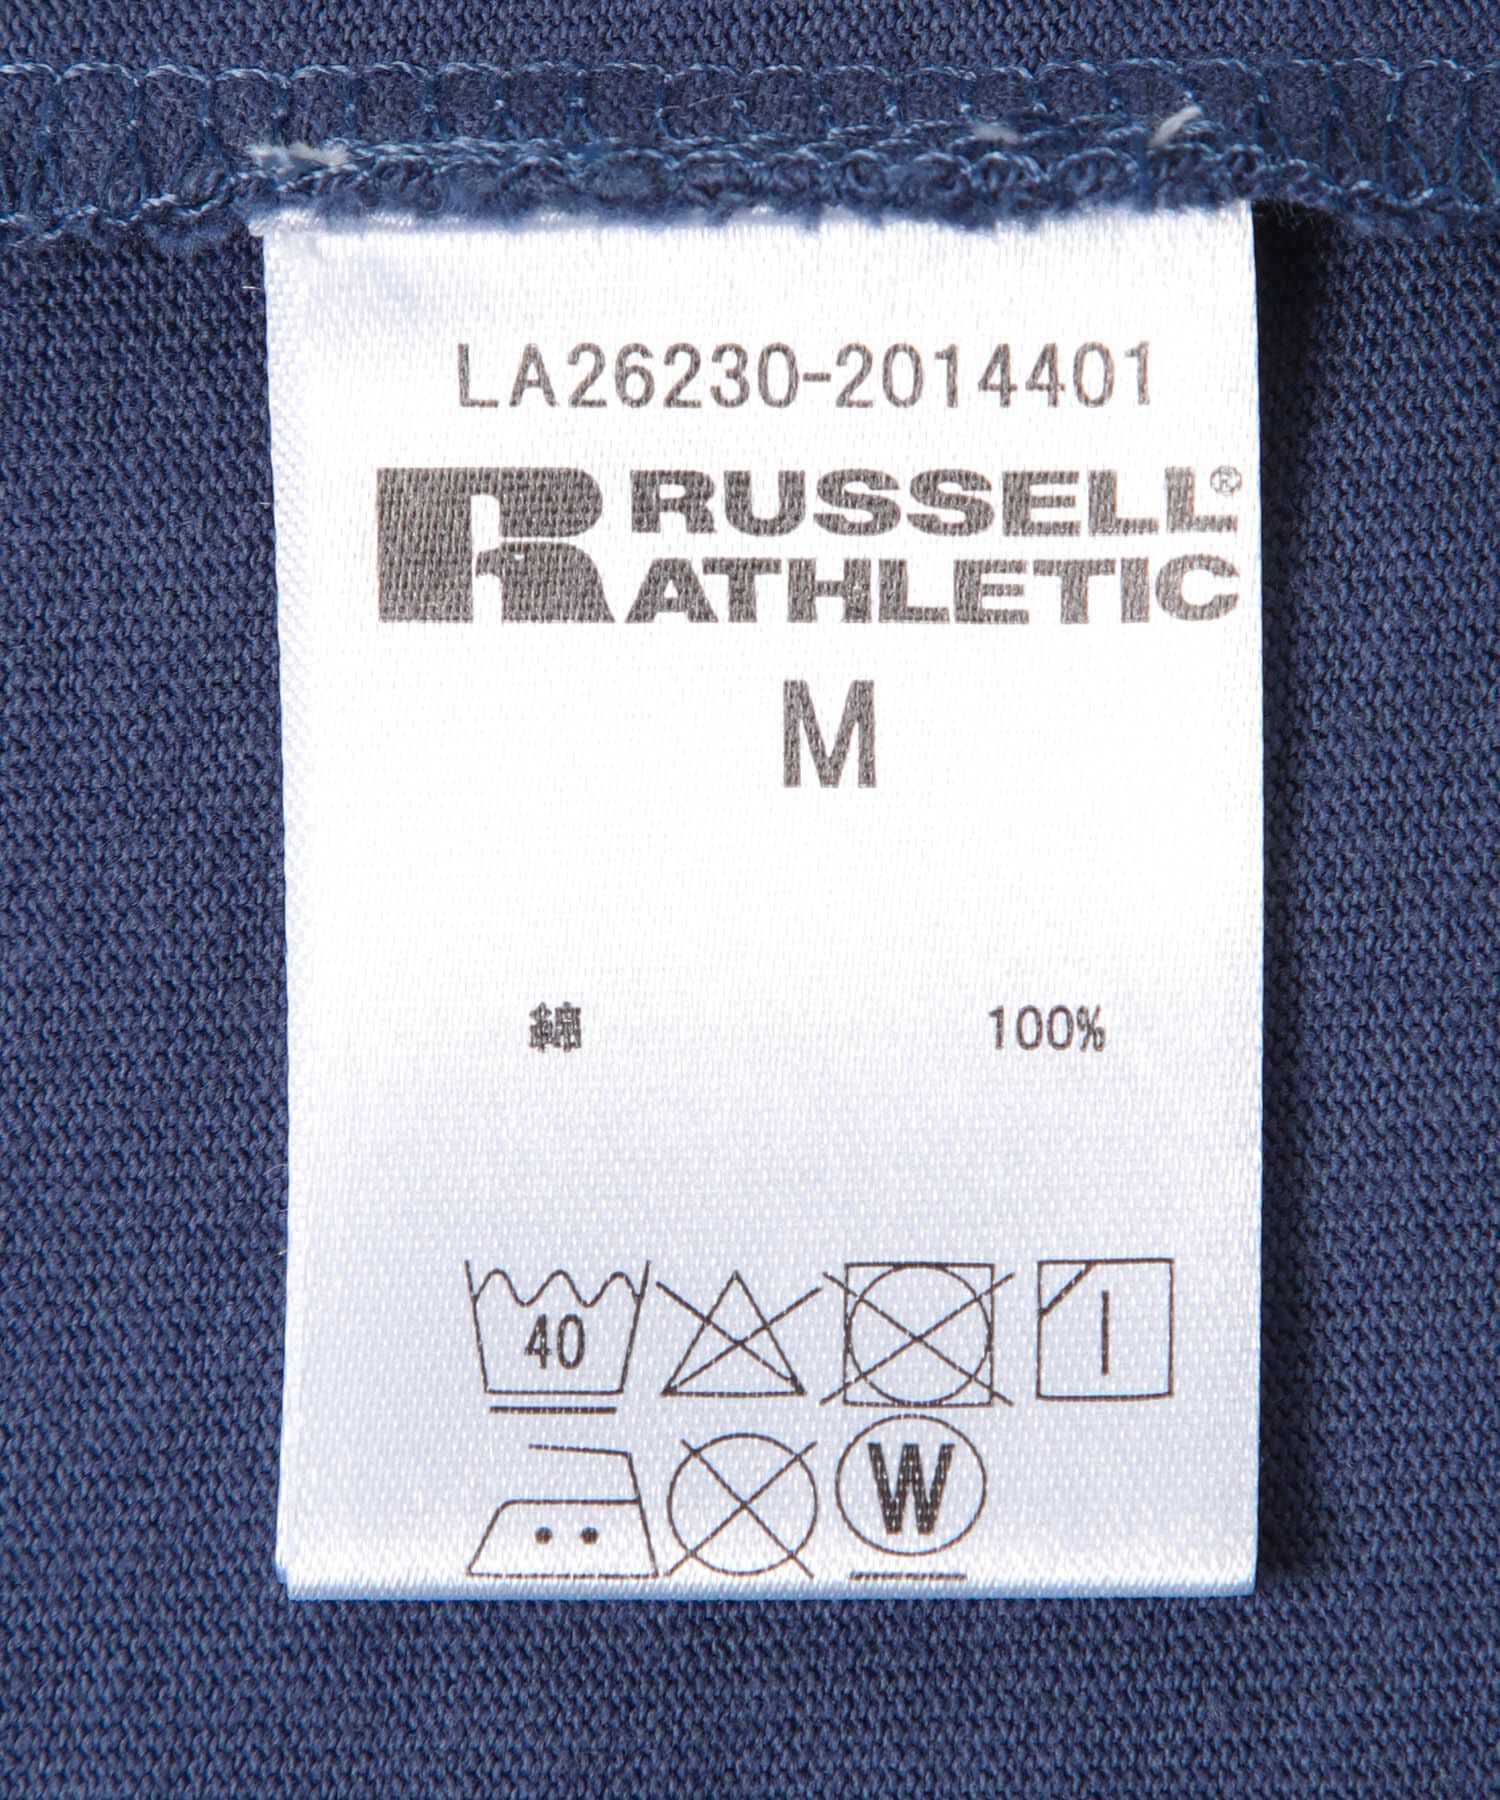 LA26230-2014401
RUSSELL®
ATHLETIC
M
綿 100%
40
W